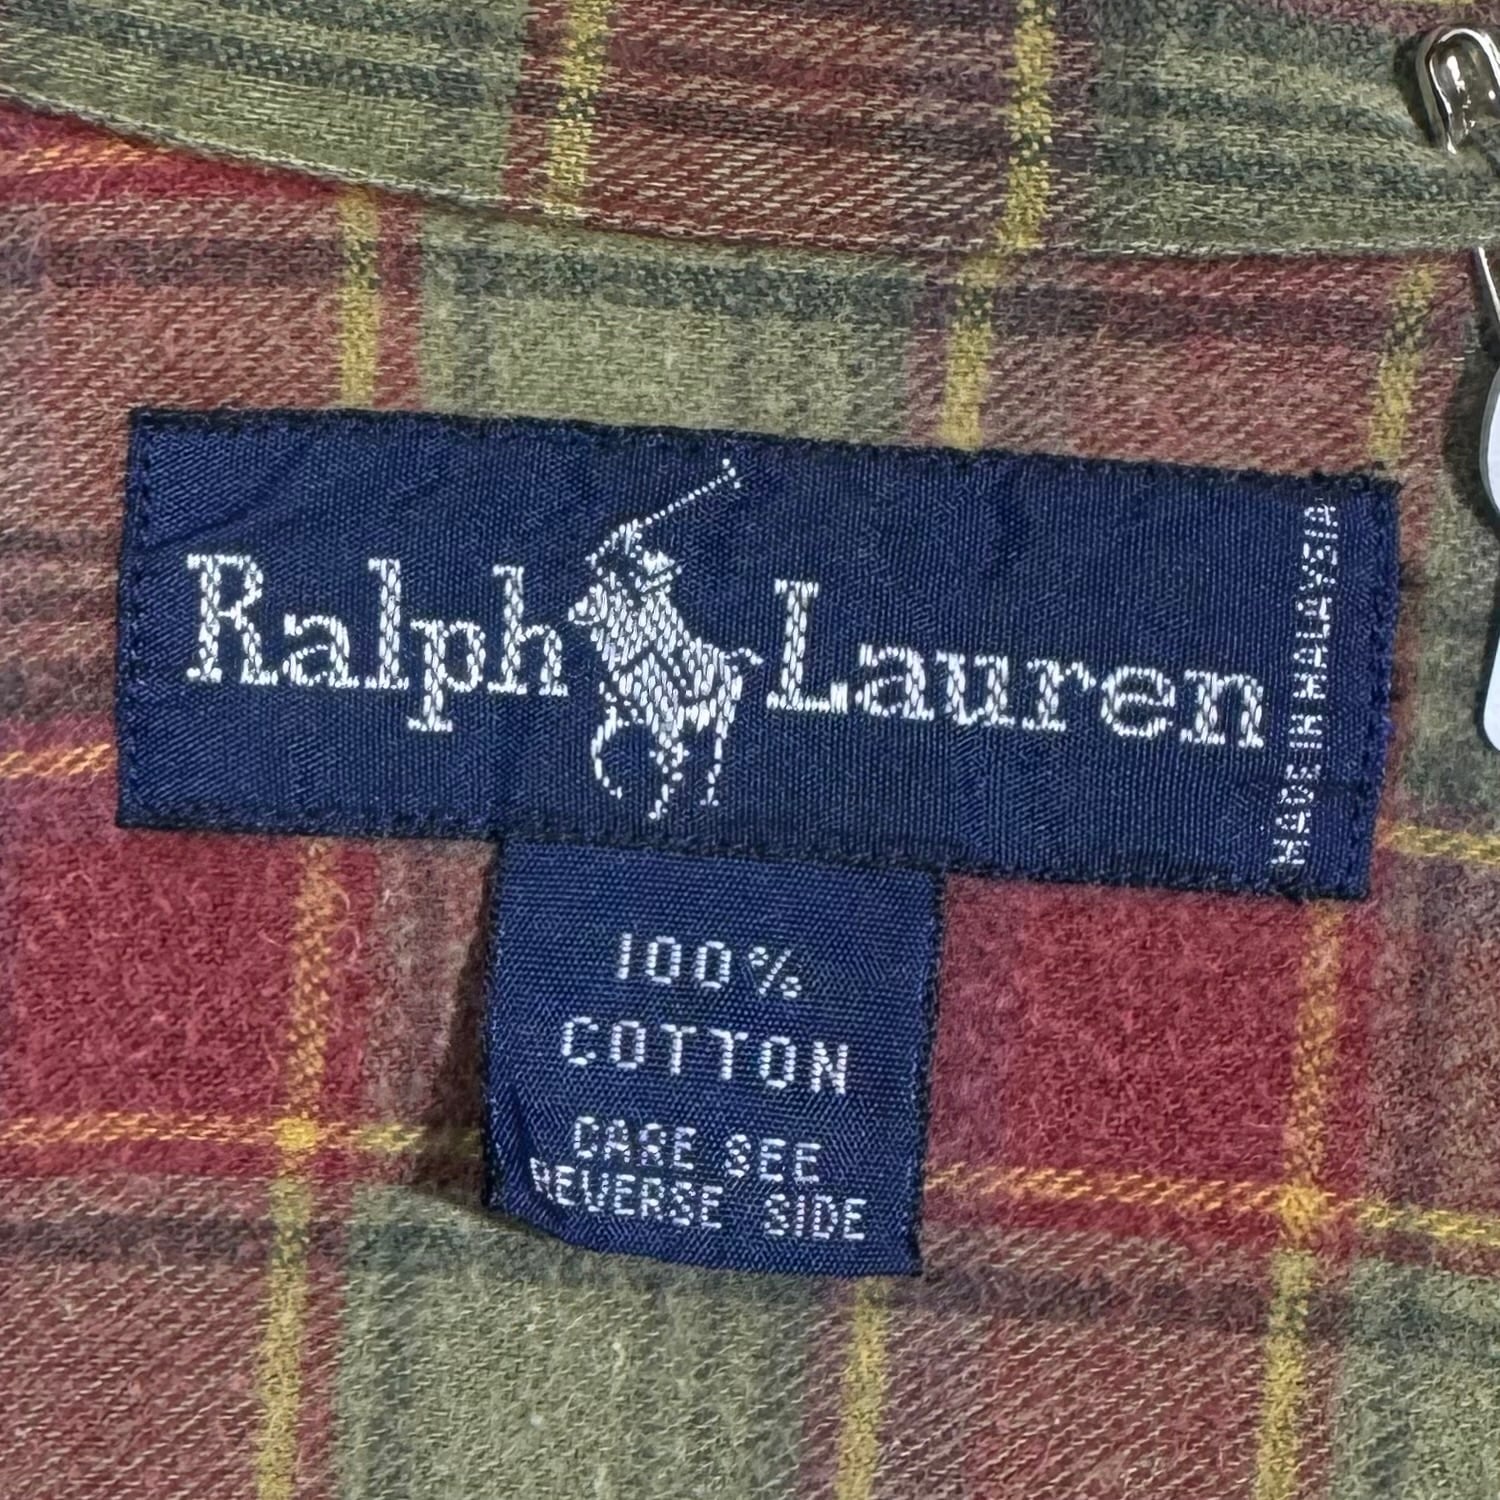 Ralph Lauren
MADE IN MALAYSIA
100%
COTTON
CARE SEE
REVERSE SIDE